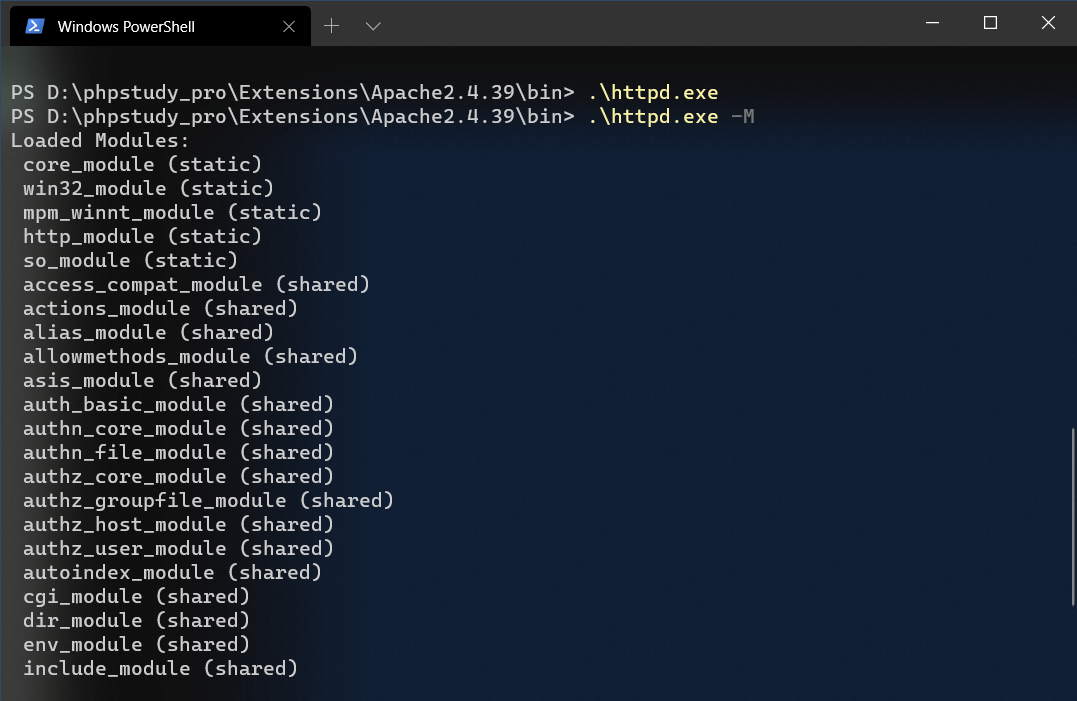 Windows PowerShell
PS D:\phpstudy_pro\Extensions\Apache2.4.39\bin> .\httpd.exe
PS D:\phpstudy_pro\Extensions\Apache2.4.39\bin> .\httpd.exe -M
Loaded Modules:
core_module (static)
win32_module (static)
mpm_winnt_module (static)
http_module (static)
so_module (static)
access_compat_module (shared)
actions_module (shared)
alias_module (shared)
allowmethods_module (shared)
asis_module (shared)
auth_basic_module (shared)
authn_core_module (shared)
authn_file_module (shared)
authz_core_module (shared)
authz_groupfile_module (shared)
authz_host_module (shared)
authz_user_module (shared)
autoindex_module (shared)
cgi_module (shared)
dir_module (shared)
env_module (shared)
include_module (shared)